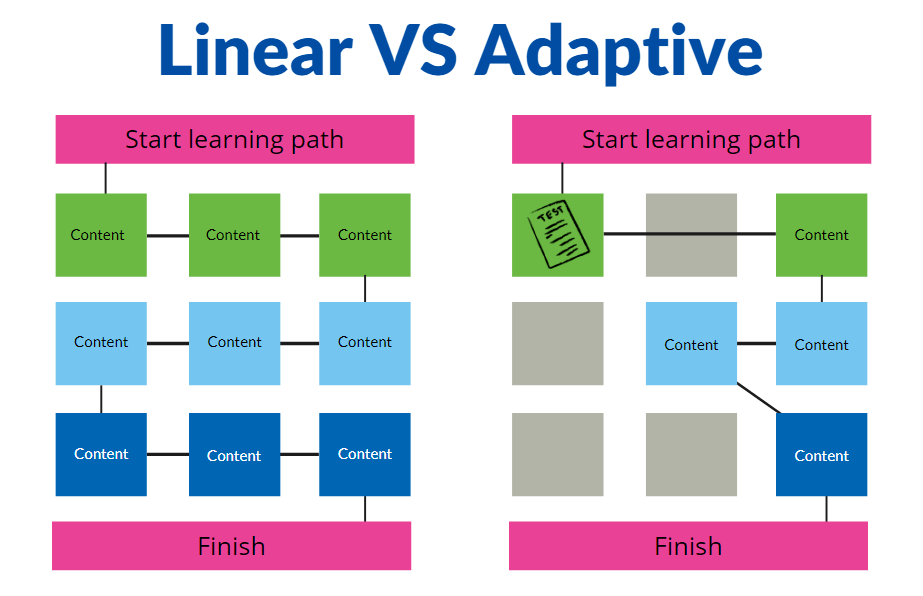 Linear VS Adaptive
Start learning path
Content
Content
Content
Content
Content
Content
Content
Content
Content
Finish
Start learning path
TEST
Content
Content
Content
Content
Finish